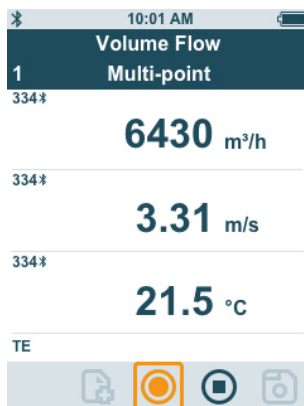 10:01 AM
Volume Flow
1 Multi-point
334
6430 m³/h
334
3.31 m/s
334
21.5 °C
TE